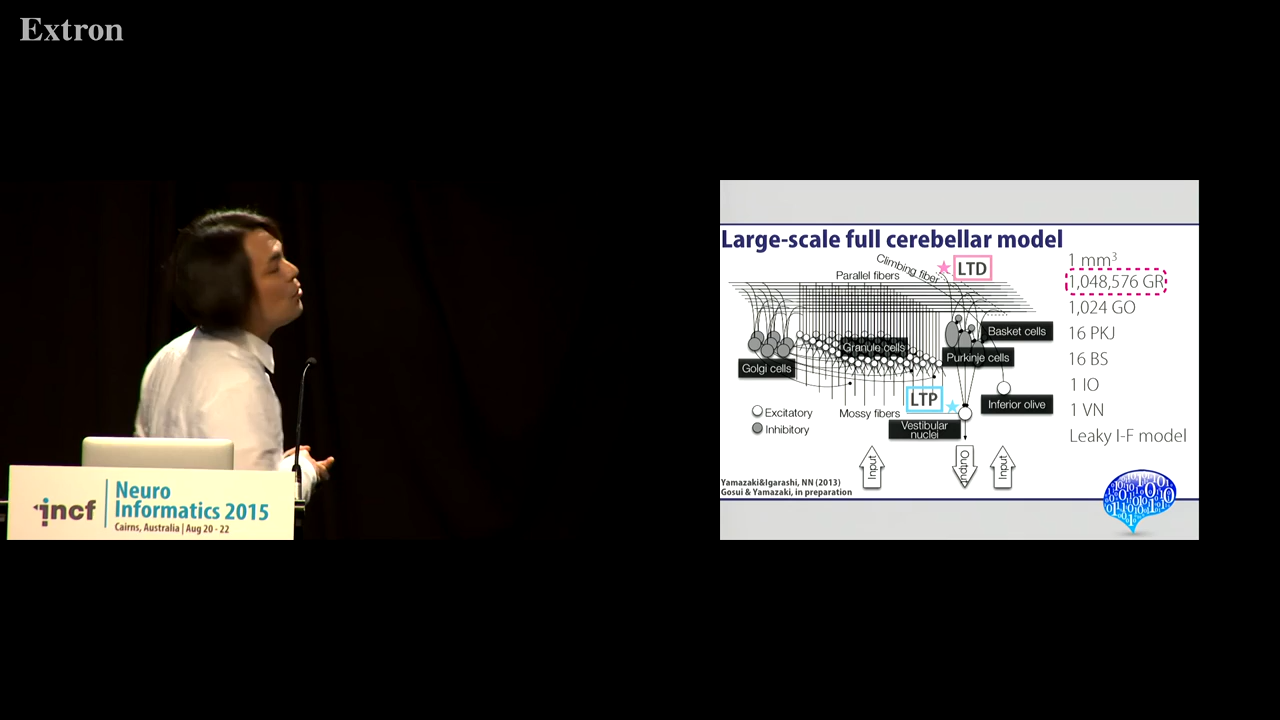 Extron
incf
Neuro
Informatics 2015
Cairns, Australia | Aug 20 - 22
Large-scale full cerebellar model
Climbing fiber
LTD
Parallel fibers
Basket cells
Granule cells
Purkinje cells
Golgi cells
LTP
Inferior olive
Excitatory
Mossy fibers
Inhibitory
Vestibular
nuclei
Input
Output
Input
1 mm³
1,048,576 GR
1,024 GO
16 PKJ
16 BS
1 IO
1 VN
Leaky I-F model
Yamazaki&Igarashi, NN (2013)
Gosui & Yamazaki, in preparation